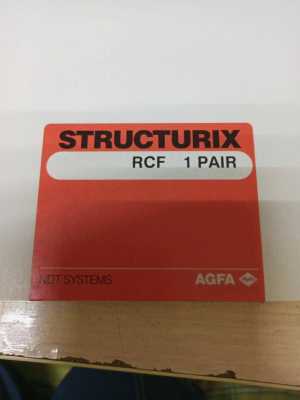 STRUCTURIX
RCF 1 PAIR
NDT SYSTEMS AGFA